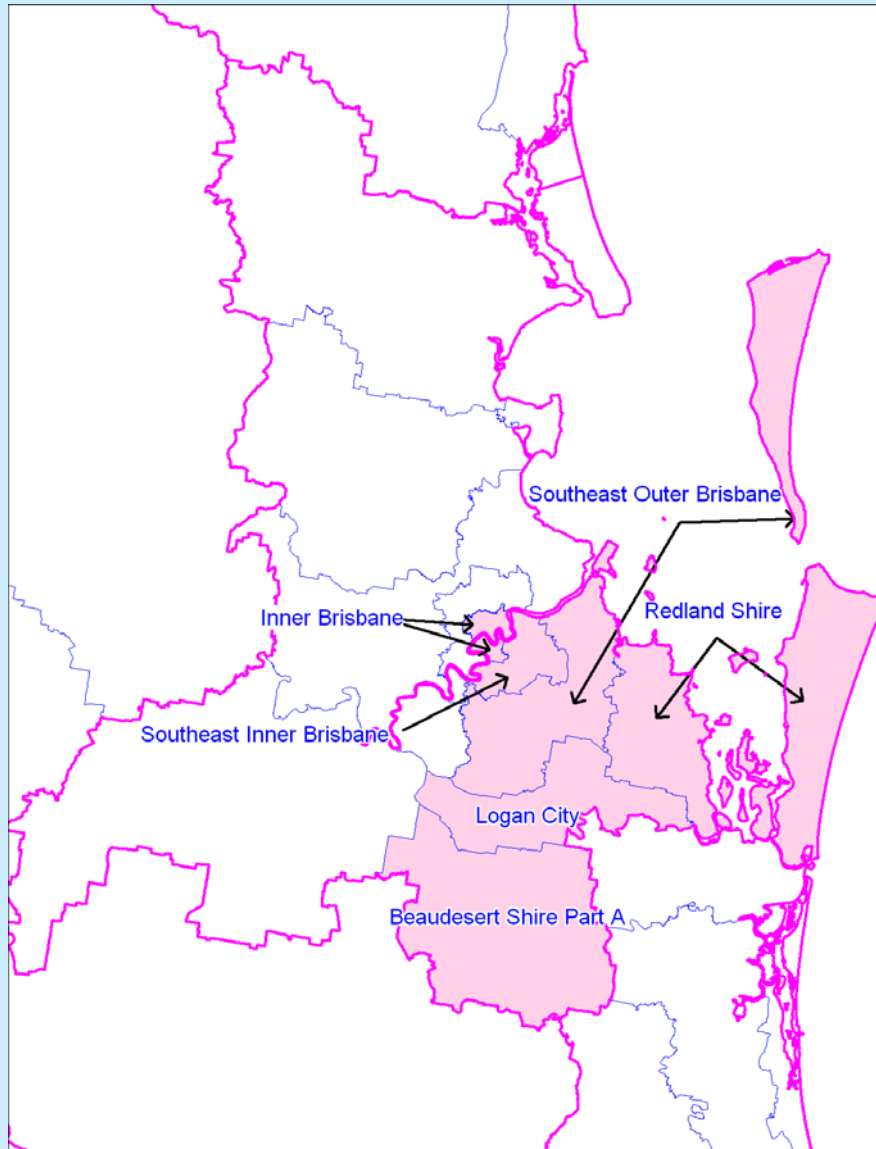 Southeast Outer Brisbane
Inner Brisbane
Redland Shire
Southeast Inner Brisbane
Logan City
Beaudesert Shire Part A